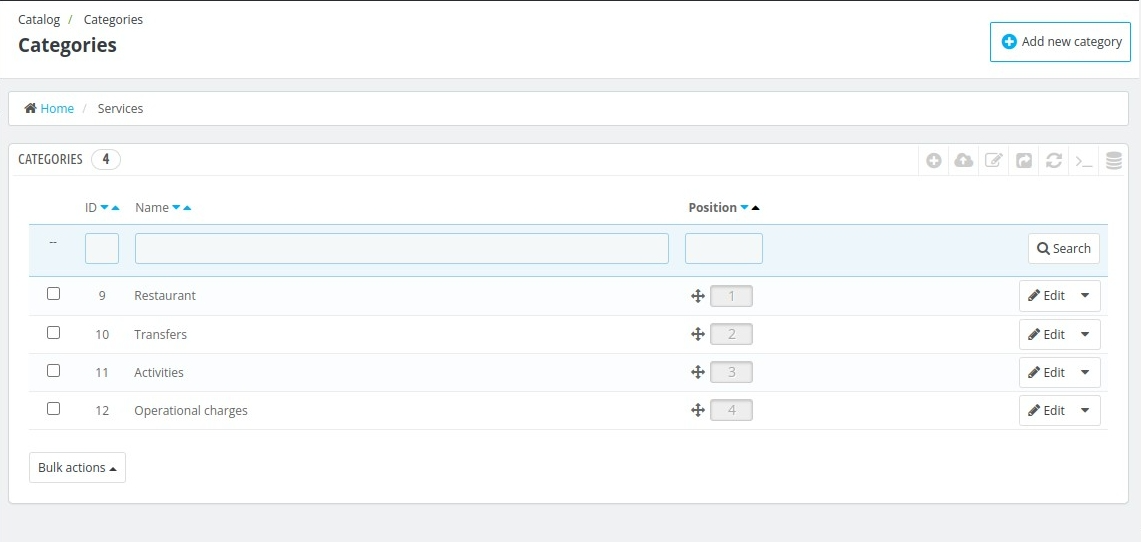 Catalog / Categories
Categories
Add new category
Home / Services
CATEGORIES 4
ID Name Position
-- Search
9 Restaurant 1 Edit
10 Transfers 2 Edit
11 Activities 3 Edit
12 Operational charges 4 Edit
Bulk actions